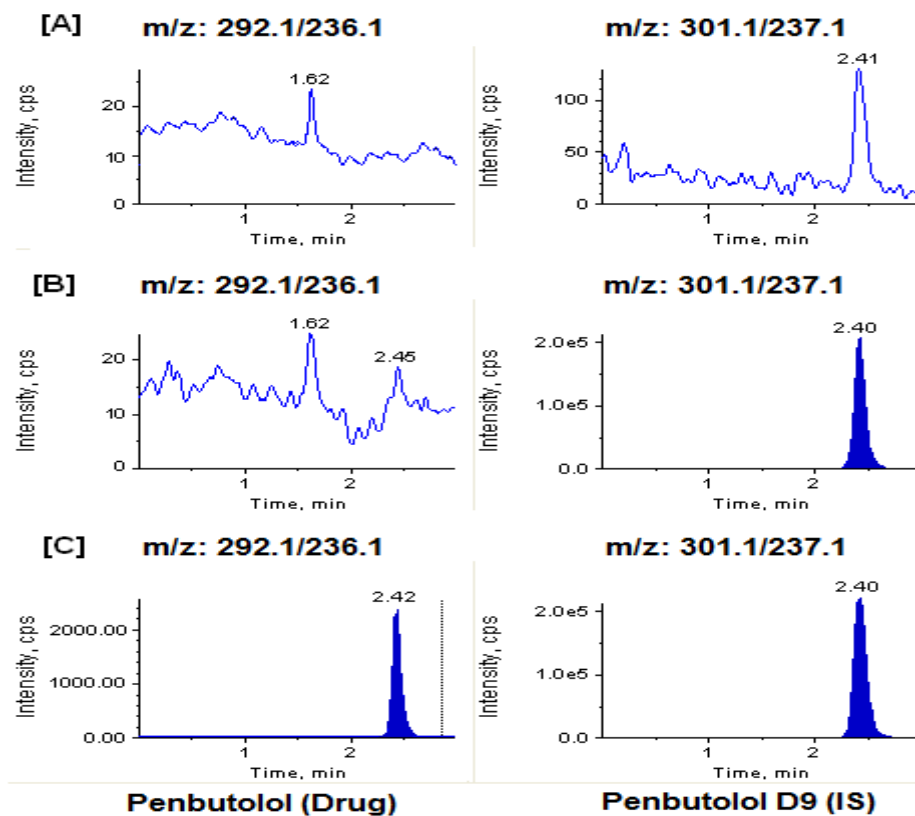 [A] m/z: 292.1/236.1 m/z: 301.1/237.1
Intensity, cps
20
10
0
1.62
1 2
Time, min
Intensity, cps
100
50
0
2.41
1 2
Time, min
[B] m/z: 292.1/236.1 m/z: 301.1/237.1
Intensity, cps
20
10
0
1.62
2.45
1 2
Time, min
Intensity, cps
2.0e5
1.0e5
0.0
2.40
1 2
Time, min
[C] m/z: 292.1/236.1 m/z: 301.1/237.1
Intensity, cps
2000.00
1000.00
0.00
2.42
1 2
Time, min
Intensity, cps
2.0e5
1.0e5
0.0
2.40
1 2
Time, min
Penbutolol (Drug) Penbutolol D9 (IS)